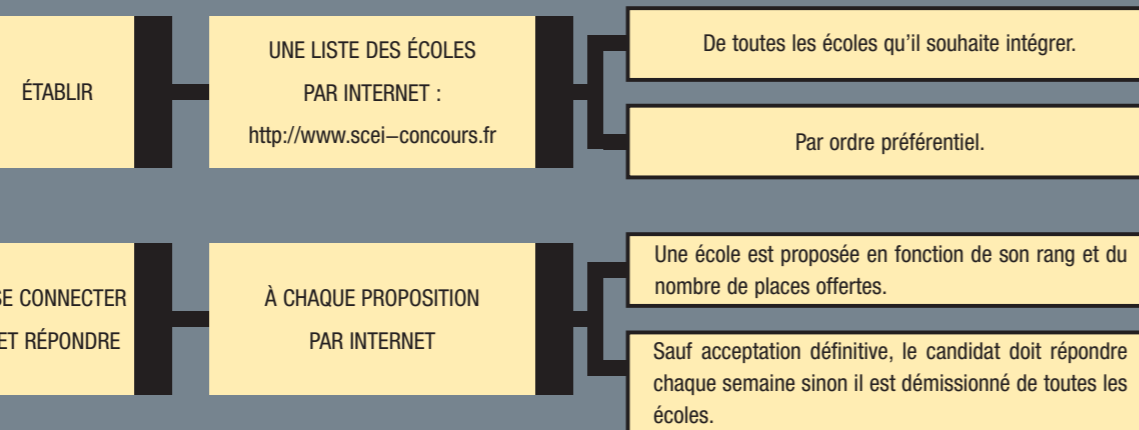 ÉTABLIR
UNE LISTE DES ÉCOLES
PAR INTERNET :
http://www.scei–concours.fr
De toutes les écoles qu'il souhaite intégrer.
Par ordre préférentiel.
SE CONNECTER
ET RÉPONDRE
À CHAQUE PROPOSITION
PAR INTERNET
Une école est proposée en fonction de son rang et du
nombre de places offertes.
Sauf acceptation définitive, le candidat doit répondre
chaque semaine sinon il est démissionné de toutes les
écoles.